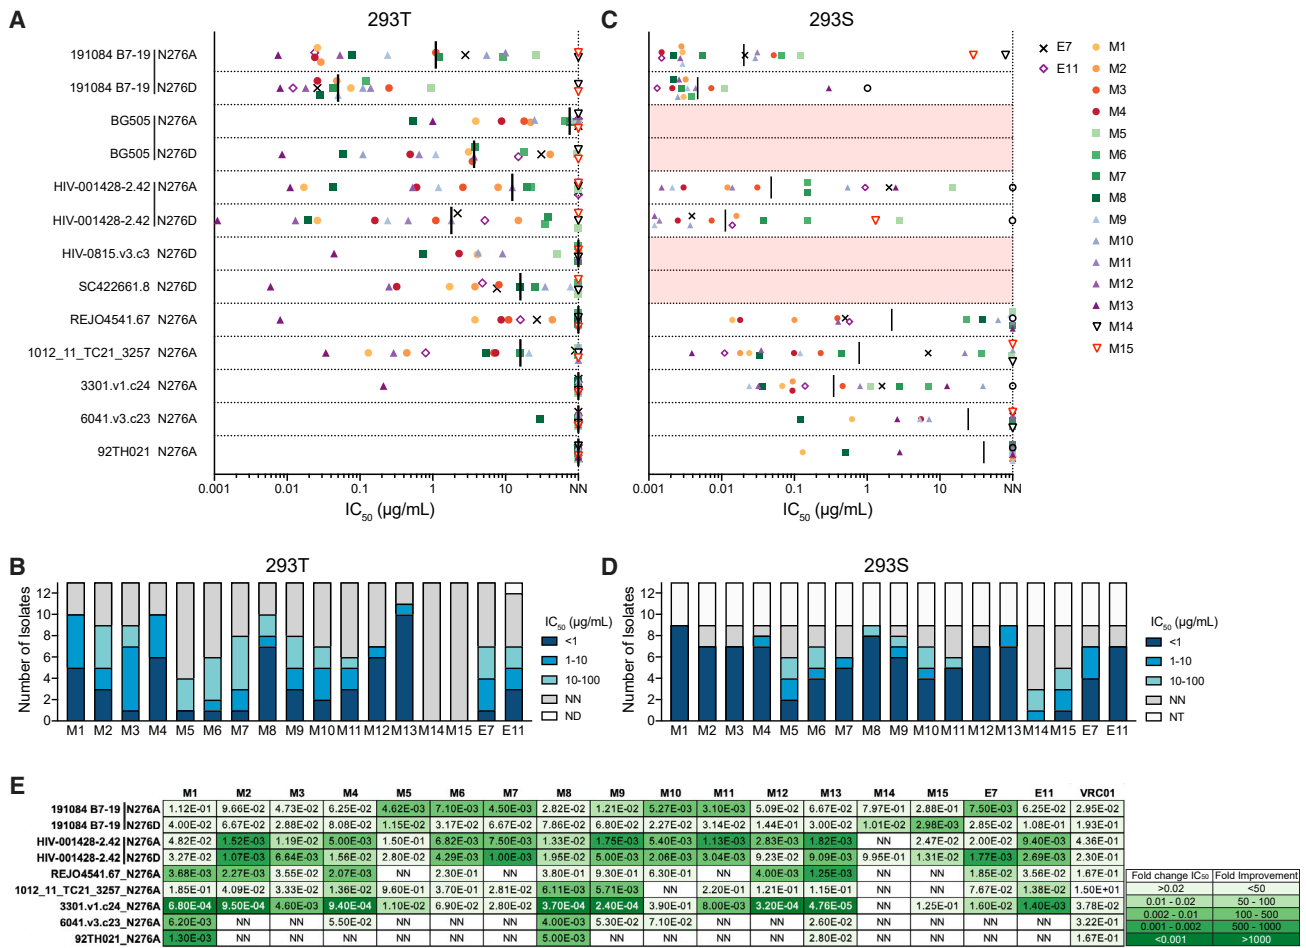 A
293T
191084 B7-19 N276A
191084 B7-19 N276D
BG505 N276A
BG505 N276D
HIV-001428-2.42 N276A
HIV-001428-2.42 N276D
HIV-0815.v3.c3 N276D
SC422661.8 N276D
REJO4541.67 N276A
1012_11_TC21_3257 N276A
3301.v1.c24 N276A
6041.v3.c23 N276A
92TH021 N276A
0.001 0.01 0.1 1 10 NN
IC50 (µg/mL)
C
293S
0.001 0.01 0.1 1 10 NN
IC50 (µg/mL)
E7
E11
M1
M2
M3
M4
M5
M6
M7
M8
M9
M10
M11
M12
M13
M14
M15
B
293T
Number of Isolates
12
10
8
6
4
2
0
M1 M2 M3 M4 M5 M6 M7 M8 M9 M10 M11 M12 M13 M14 M15 E7 E11
IC50 (µg/mL)
<1
1-10
10-100
NN
ND
D
293S
Number of Isolates
12
10
8
6
4
2
0
M1 M2 M3 M4 M5 M6 M7 M8 M9 M10 M11 M12 M13 M14 M15 E7 E11
IC50 (µg/mL)
<1
1-10
10-100
NN
NT
E
M1 M2 M3 M4 M5 M6 M7 M8 M9 M10 M11 M12 M13 M14 M15 E7 E11 VRC01
191084 B7-19 N276A 1.12E-01 9.66E-02 4.73E-02 6.25E-02 4.62E-03 7.10E-03 4.50E-03 2.82E-02 1.21E-02 5.27E-03 3.10E-03 5.09E-02 6.67E-02 7.97E-01 2.88E-01 7.50E-03 6.25E-02 2.95E-02
191084 B7-19 N276D 4.00E-02 6.67E-02 2.88E-02 8.08E-02 1.15E-02 3.17E-02 6.67E-02 7.86E-02 6.80E-02 2.27E-02 3.14E-02 1.44E-01 3.00E-02 1.01E-02 2.98E-03 2.85E-02 1.08E-01 1.93E-01
HIV-001428-2.42 N276A 4.82E-02 1.52E-03 1.19E-02 5.00E-03 1.50E-01 6.82E-03 7.50E-03 1.33E-02 1.75E-03 5.40E-03 1.13E-03 2.83E-03 1.82E-03 NN 2.47E-02 2.00E-02 9.40E-03 4.36E-01
HIV-001428-2.42 N276D 3.27E-02 1.07E-03 6.64E-03 1.56E-02 2.80E-02 4.29E-03 1.00E-03 1.95E-02 5.00E-03 2.06E-03 3.04E-03 9.23E-02 9.09E-03 9.95E-01 1.31E-02 1.77E-03 2.69E-03 2.30E-01
REJO4541.67_N276A 3.68E-03 2.27E-03 3.55E-02 2.07E-03 NN 2.30E-01 NN 3.80E-01 9.30E-01 6.30E-01 NN 4.00E-03 1.25E-03 NN NN 1.85E-02 3.56E-02 1.67E-01
1012_11_TC21_3257_N276A 1.85E-01 4.09E-02 3.33E-02 1.36E-02 9.60E-01 3.70E-01 2.81E-02 6.11E-03 5.71E-03 NN 2.20E-01 1.21E-01 1.15E-01 NN NN 7.67E-02 1.38E-02 1.50E+01
3301.v1.c24_N276A 6.80E-04 9.50E-04 4.60E-03 9.40E-04 1.10E-02 6.90E-02 2.80E-02 3.70E-04 2.40E-04 3.90E-01 8.00E-03 3.20E-04 4.76E-05 NN 1.25E-01 1.60E-02 1.40E-03 3.78E-02
6041.v3.c23_N276A 6.20E-03 NN NN 5.50E-02 NN NN NN 4.00E-03 5.30E-02 7.10E-02 NN NN 2.60E-02 NN NN NN NN 3.22E-01
92TH021_N276A 1.30E-03 NN NN NN NN NN NN 5.00E-03 NN NN NN NN 2.80E-02 NN NN NN NN 1.67E-01
Fold change IC50 Fold Improvement
>0.02 <50
0.01 - 0.02 50 - 100
0.002 - 0.01 100 - 500
0.001 - 0.002 500 - 1000
<0.001 >1000